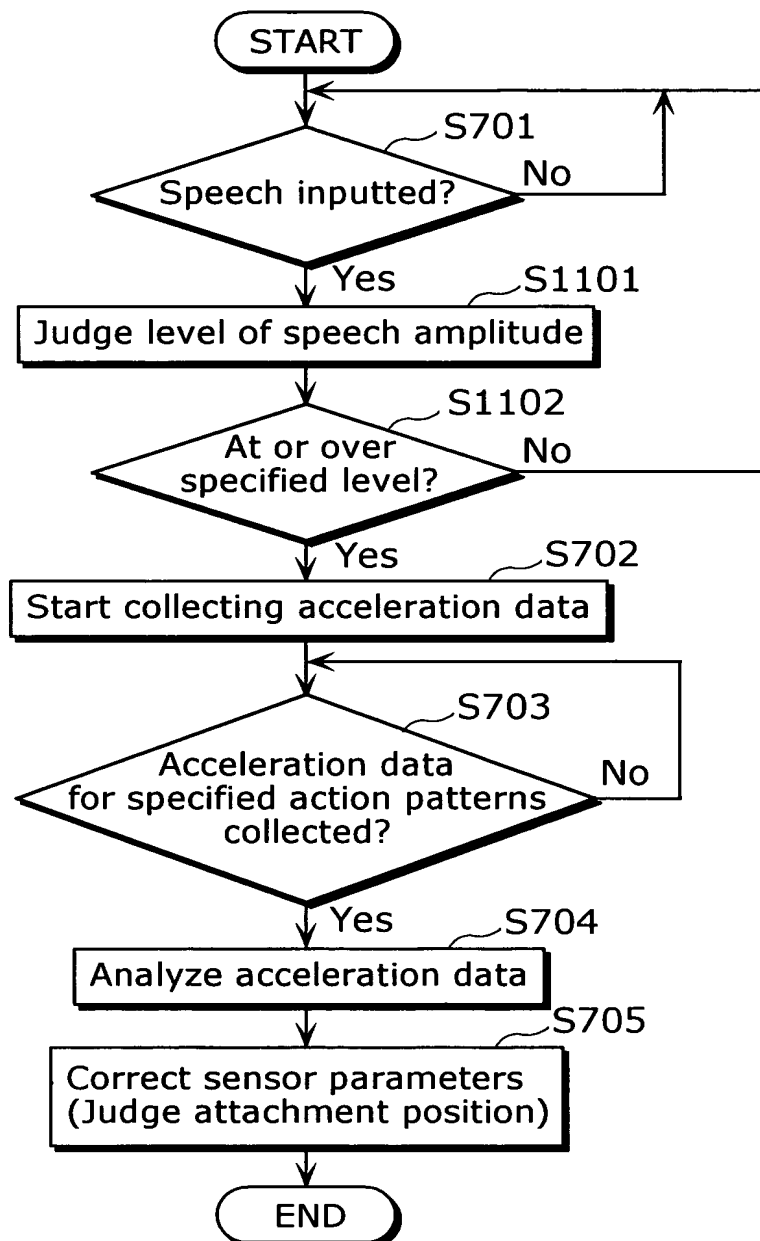 START
S701
Speech inputted?
No
Yes
S1101
Judge level of speech amplitude
S1102
At or over
specified level?
No
Yes
S702
Start collecting acceleration data
S703
Acceleration data
for specified action patterns
collected?
No
Yes
S704
Analyze acceleration data
S705
Correct sensor parameters
(Judge attachment position)
END